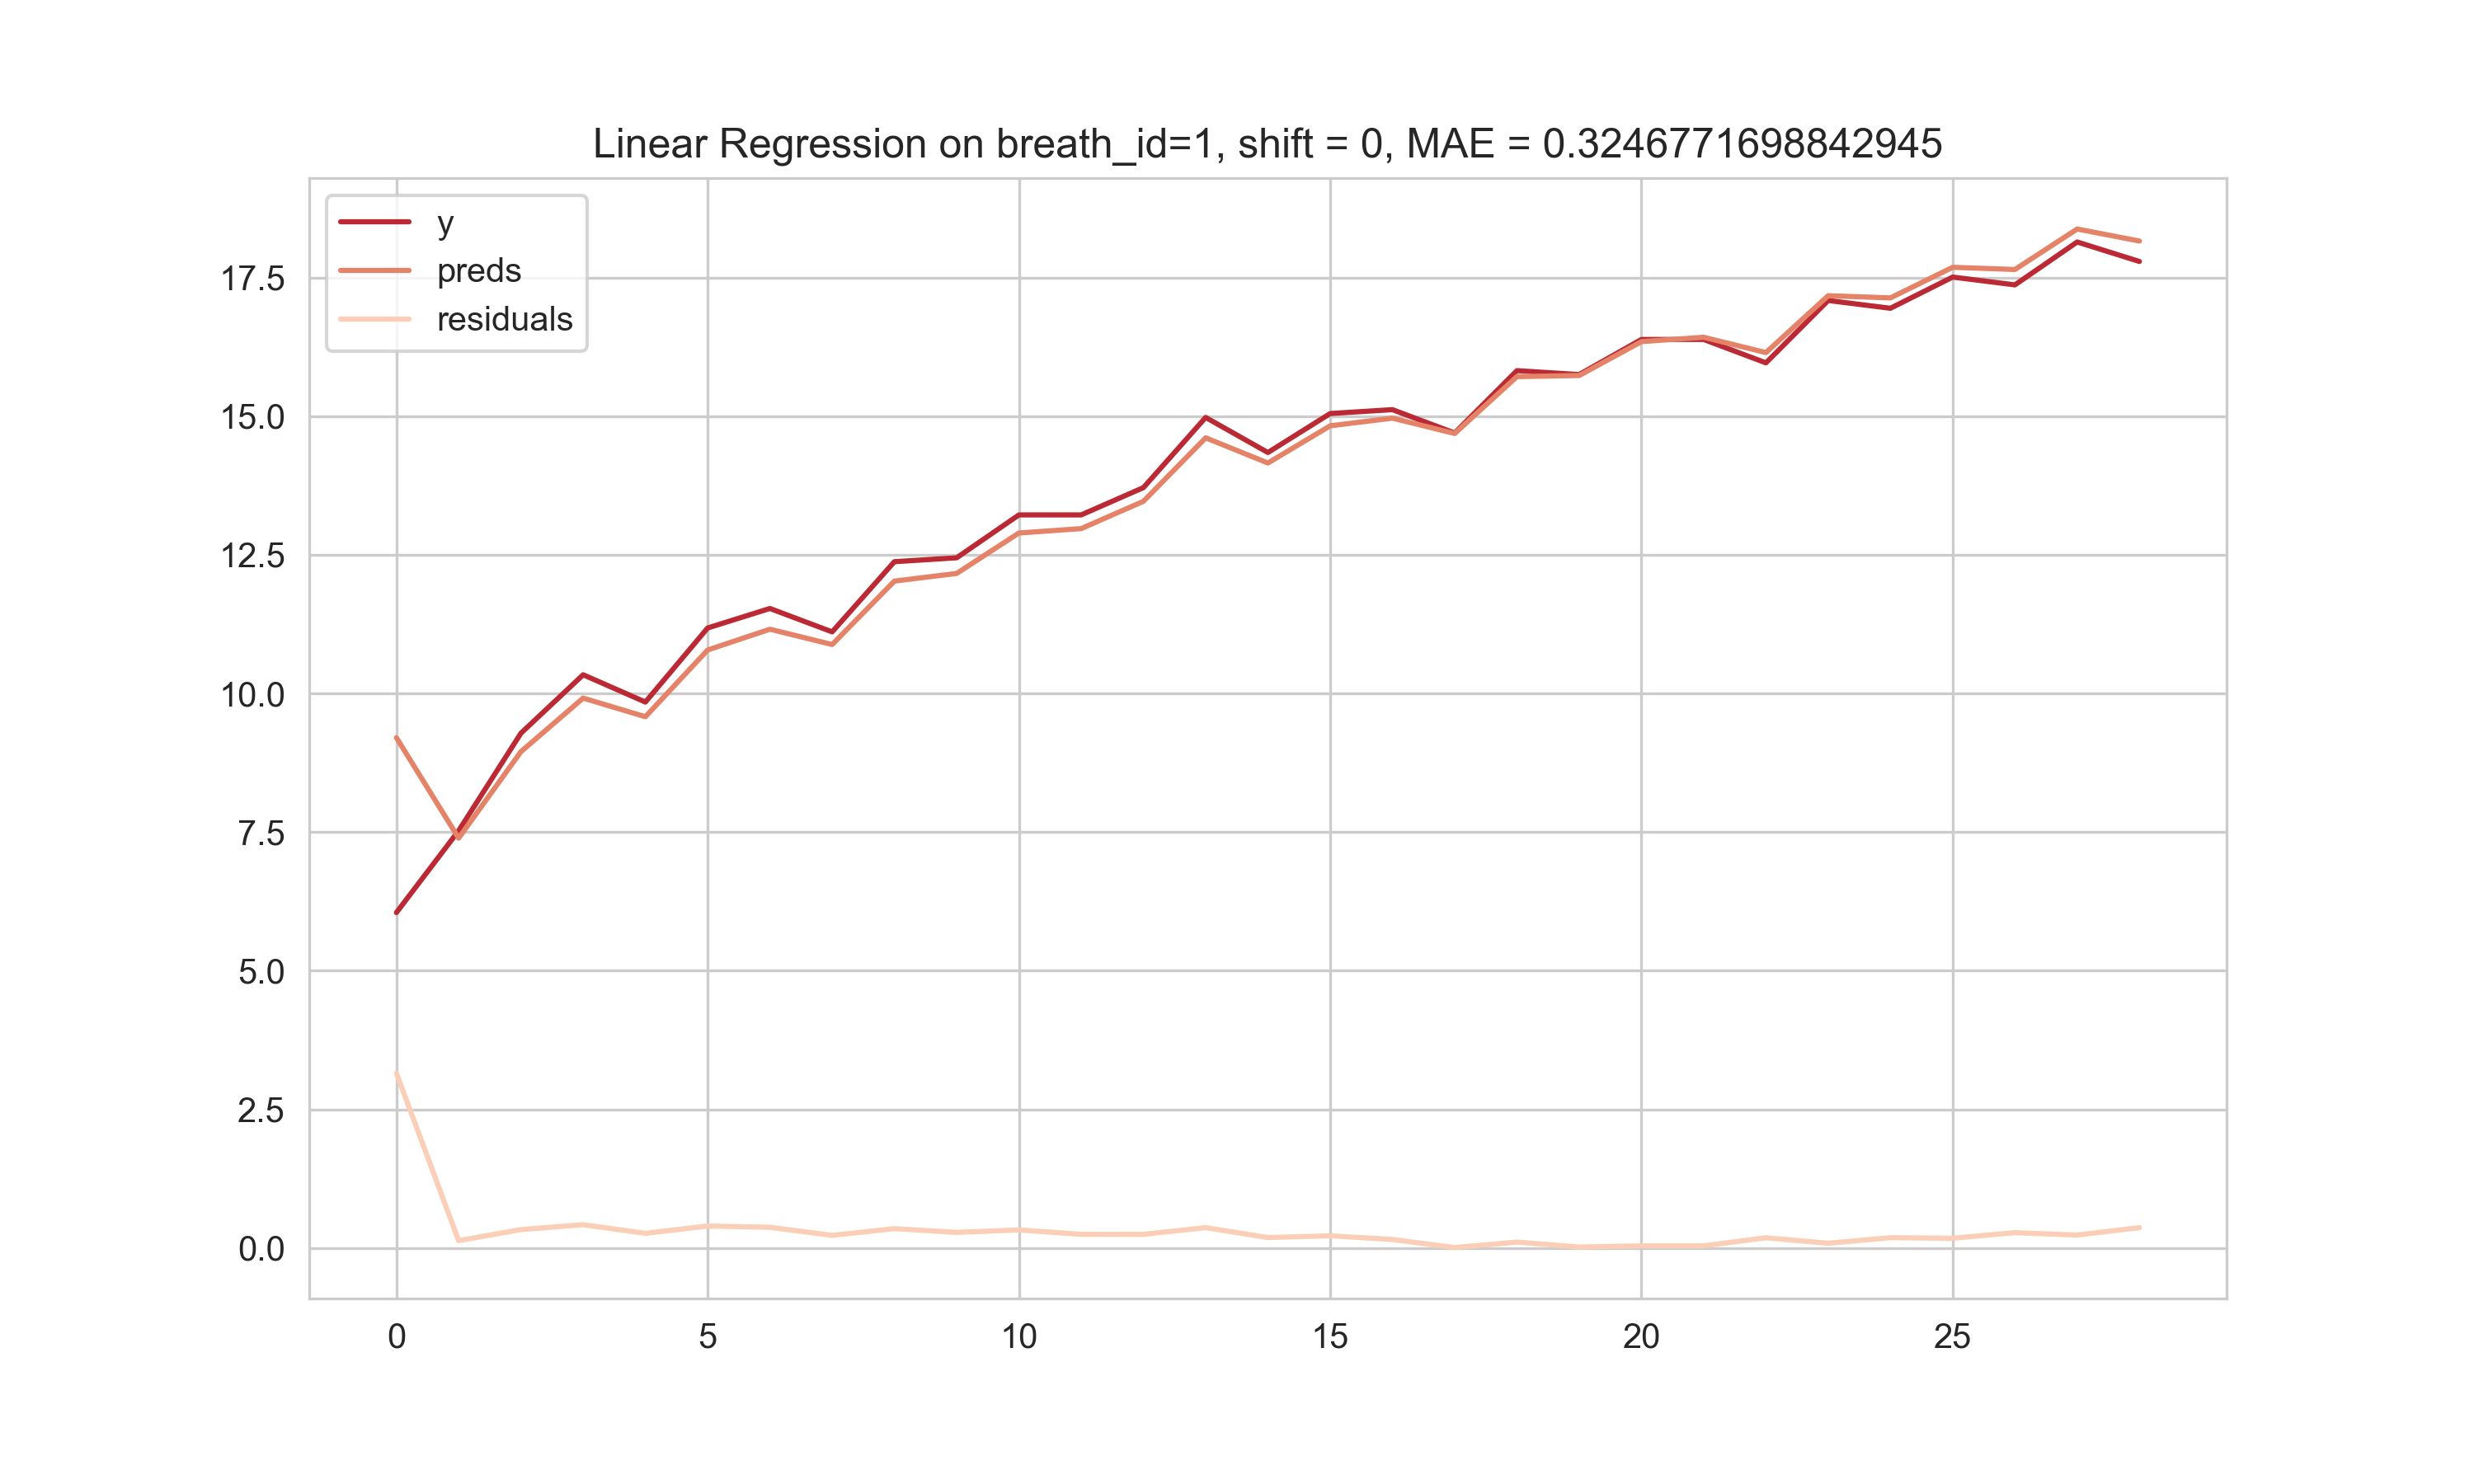 Linear Regression on breath_id=1, shift = 0, MAE = 0.3246771698842945
y
preds
residuals
17.5
15.0
12.5
10.0
7.5
5.0
2.5
0.0
0 5 10 15 20 25